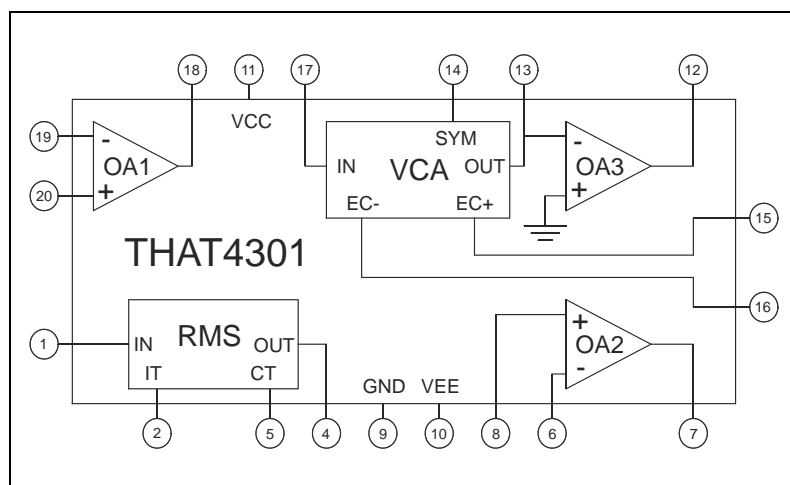 18 11 17 14 13 12
VCC
19 - OA1
20 +
SYM
IN VCA OUT
EC- EC+
- OA3
+
15
THAT4301
16
1 IN RMS OUT
IT CT
+ OA2
-
GND VEE
2 5 4 9 10 8 6 7